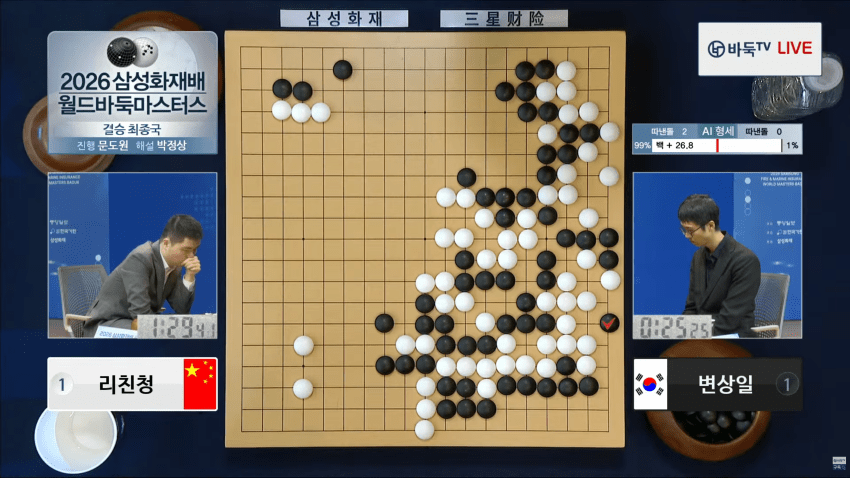 삼성화재
三星财险
바둑TV LIVE
2026 삼성화재배
월드바둑마스터스
결승 최종국
진행 문도원 해설 박정상
따낸돌 2 AI 형세 따낸돌 0
99% 백 + 26.8 1%
1:29 41
0:25 25
1 리친청
변상일 1